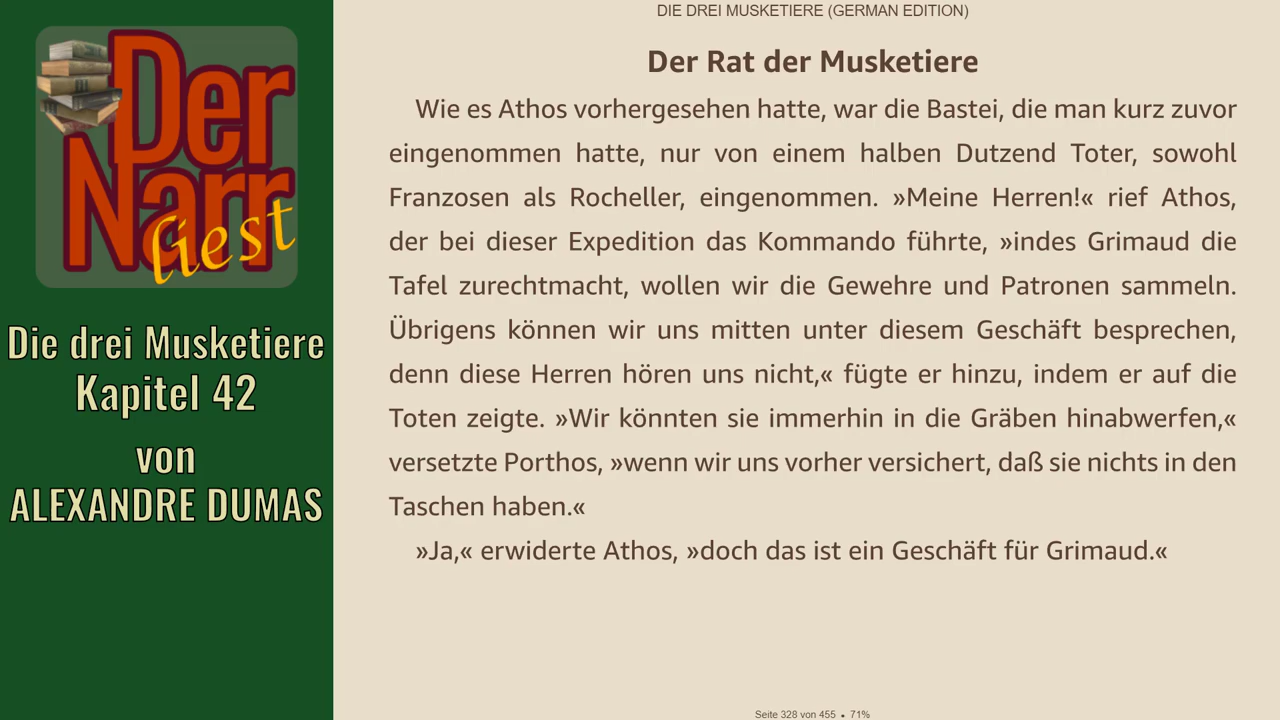 Der
Narr
liest
Die drei Musketiere
Kapitel 42
von
ALEXANDRE DUMAS
DIE DREI MUSKETIERE (GERMAN EDITION)
Der Rat der Musketiere
Wie es Athos vorhergesehen hatte, war die Bastei, die man kurz zuvor
eingenommen hatte, nur von einem halben Dutzend Toter, sowohl
Franzosen als Rocheller, eingenommen. »Meine Herren!« rief Athos,
der bei dieser Expedition das Kommando führte, »indes Grimaud die
Tafel zurechtmacht, wollen wir die Gewehre und Patronen sammeln.
Übrigens können wir uns mitten unter diesem Geschäft besprechen,
denn diese Herren hören uns nicht,« fügte er hinzu, indem er auf die
Toten zeigte. »Wir könnten sie immerhin in die Gräben hinabwerfen,«
versetzte Porthos, »wenn wir uns vorher versichert, daß sie nichts in den
Taschen haben.«
»Ja,« erwiderte Athos, »doch das ist ein Geschäft für Grimaud.«
Seite 328 von 455 • 71%